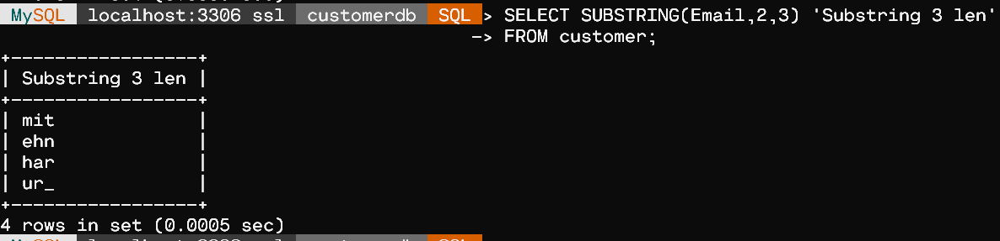 MySQL localhost:3306 ssl customerdb SQL > SELECT SUBSTRING(Email,2,3) 'Substring 3 len'
-> FROM customer;
+-----------------+
| Substring 3 len |
+-----------------+
| mit             |
| ehn             |
| har             |
| ur_             |
+-----------------+
4 rows in set (0.0005 sec)